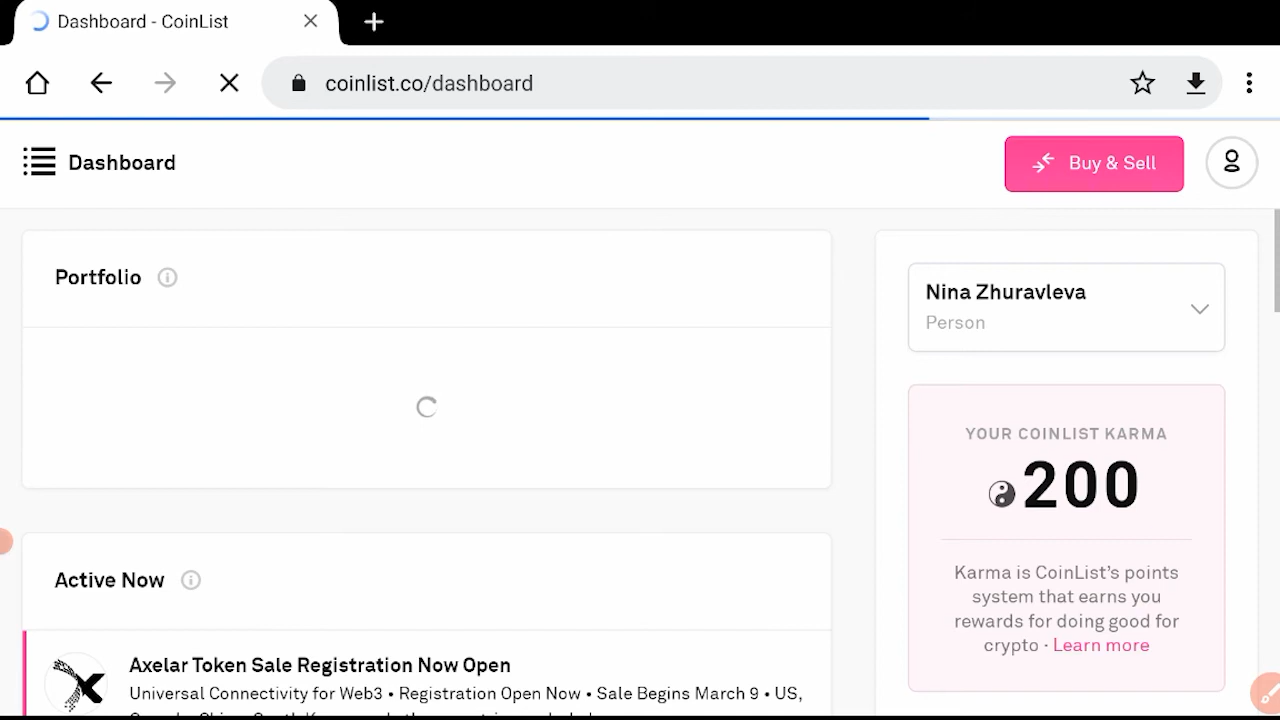 Dashboard - CoinList
coinlist.co/dashboard
Dashboard
Buy & Sell
Portfolio
Nina Zhuravleva
Person
YOUR COINLIST KARMA
200
Karma is CoinList's points
system that earns you
rewards for doing good for
crypto · Learn more
Active Now
Axelar Token Sale Registration Now Open
Universal Connectivity for Web3 • Registration Open Now • Sale Begins March 9 • US,